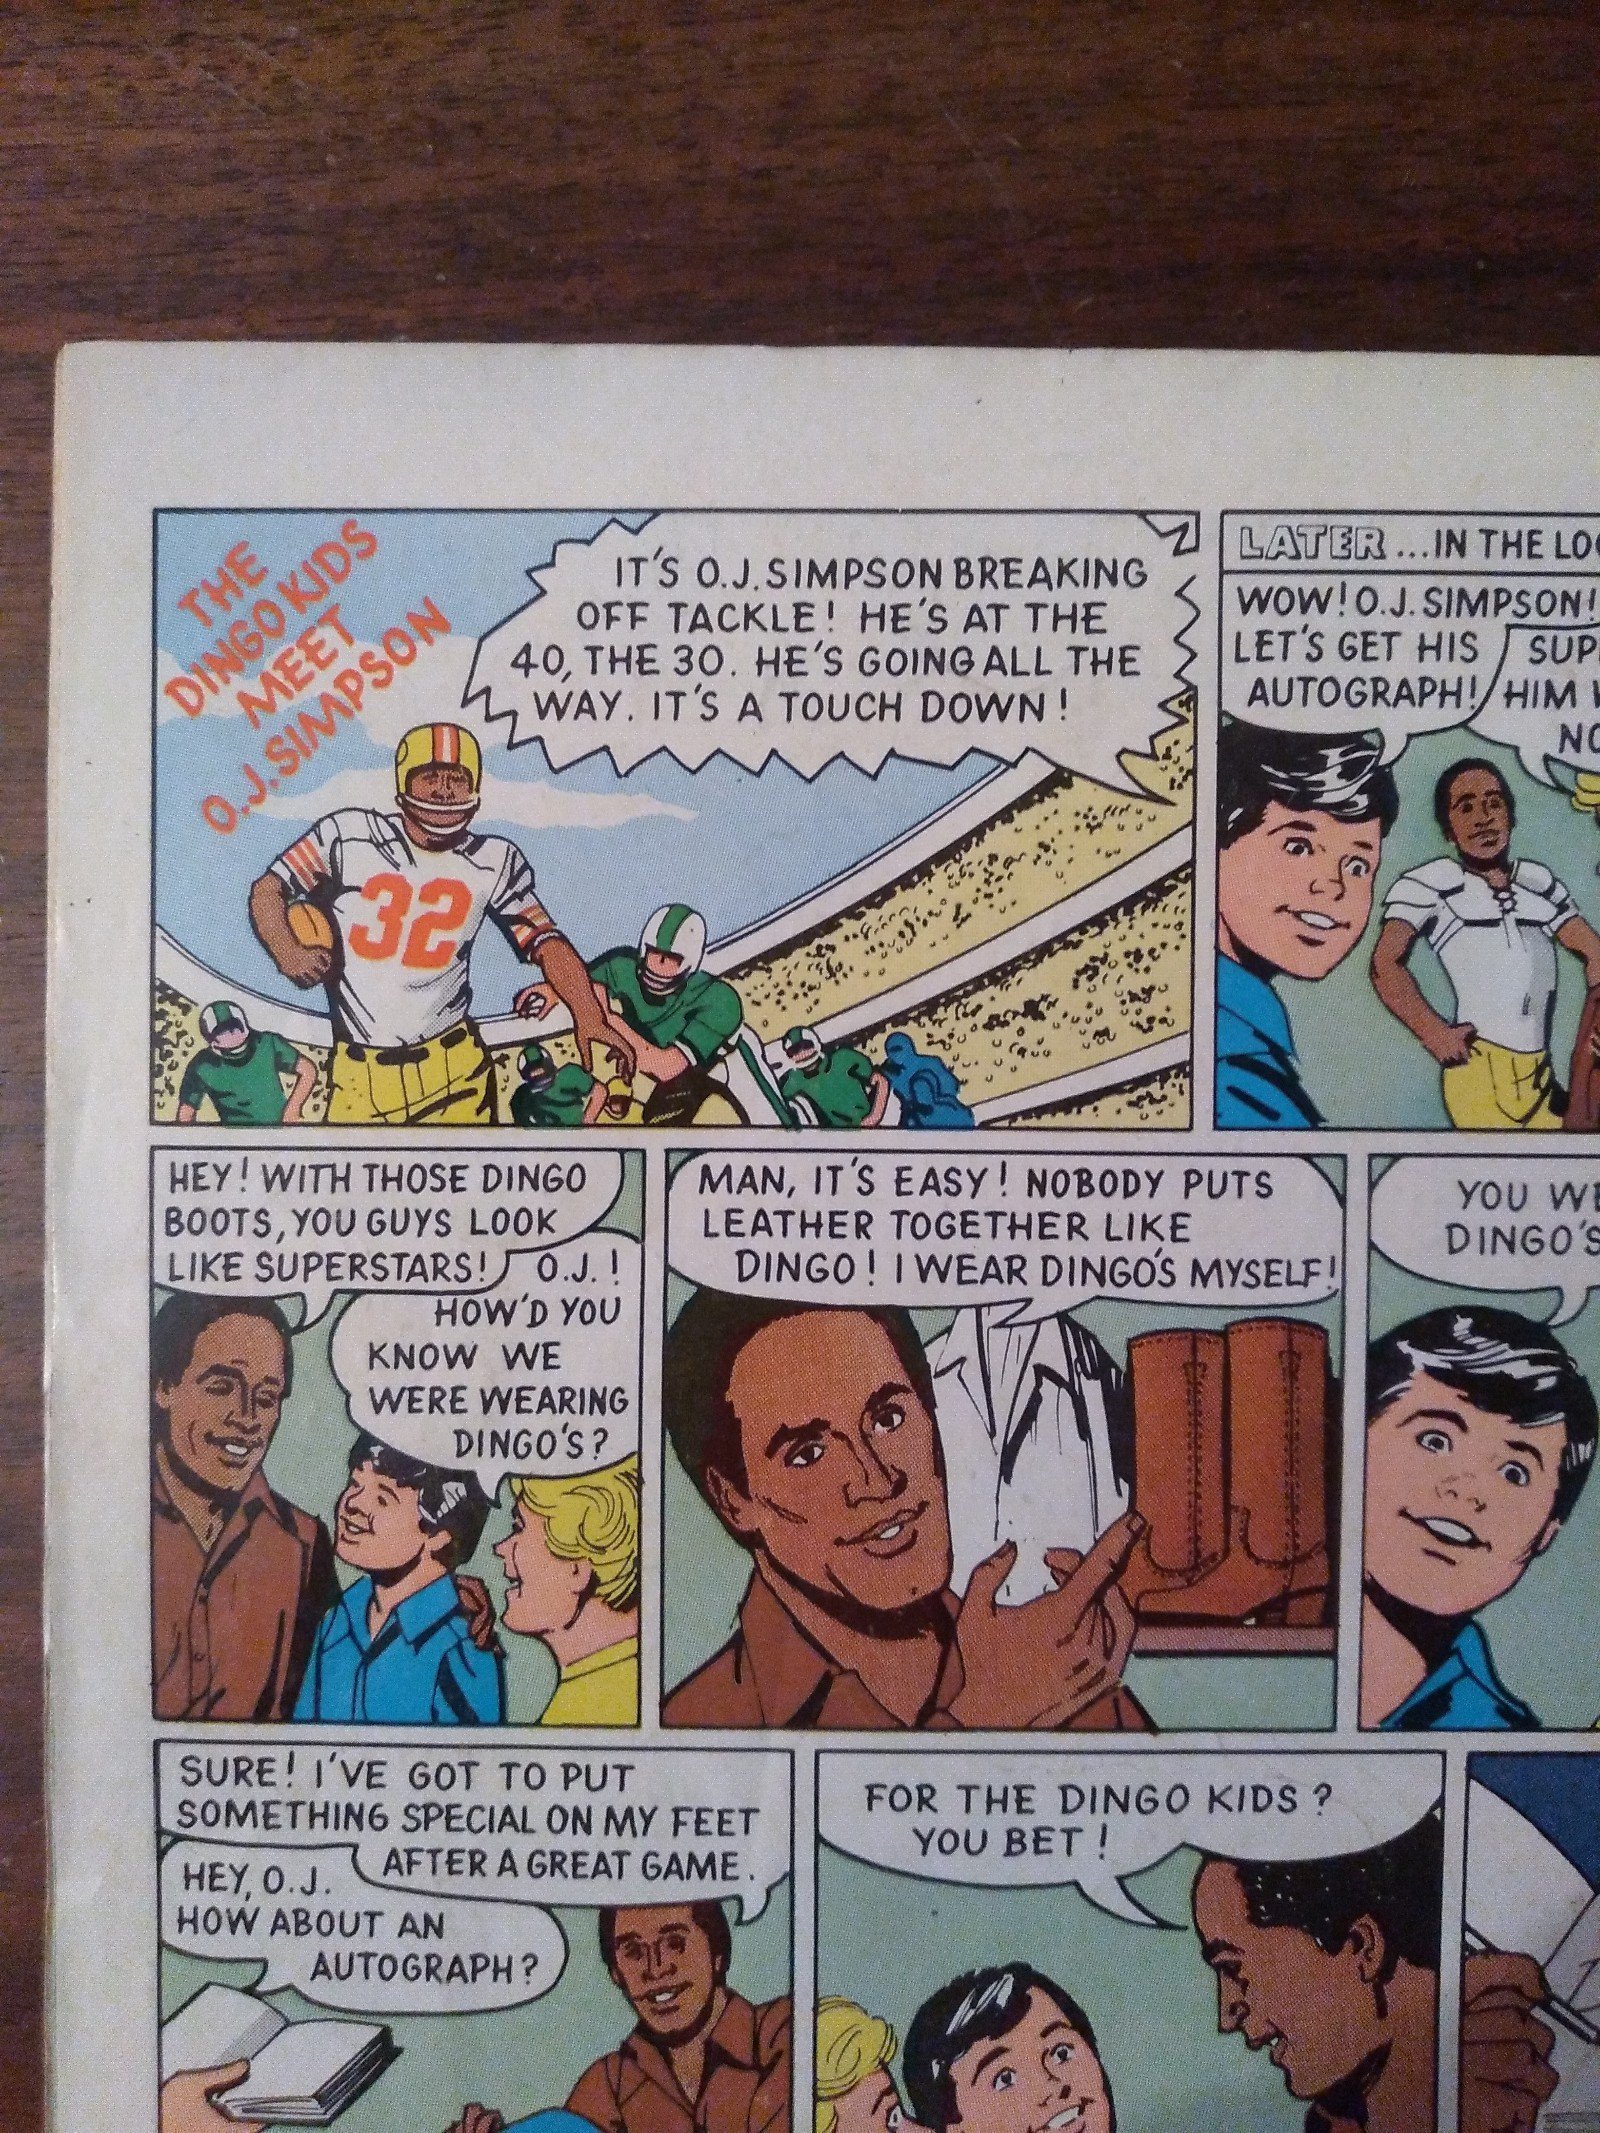 THE
DINGO KIDS
MEET
O.J. SIMPSON
IT'S O.J. SIMPSON BREAKING
OFF TACKLE! HE'S AT THE
40, THE 30. HE'S GOING ALL THE
WAY. IT'S A TOUCH DOWN!
32
LATER ...IN THE
WOW! O.J. SIMPSON!
LET'S GET HIS
AUTOGRAPH!
HIM
HEY! WITH THOSE DINGO
BOOTS, YOU GUYS LOOK
LIKE SUPERSTARS!
O.J.!
HOW'D YOU
KNOW WE
WERE WEARING
DINGO'S?
MAN, IT'S EASY! NOBODY PUTS
LEATHER TOGETHER LIKE
DINGO! I WEAR DINGO'S MYSELF!
YOU
DINGO'S
SURE! I'VE GOT TO PUT
SOMETHING SPECIAL ON MY FEET
AFTER A GREAT GAME.
HEY, O.J.
HOW ABOUT AN
AUTOGRAPH?
FOR THE DINGO KIDS?
YOU BET!